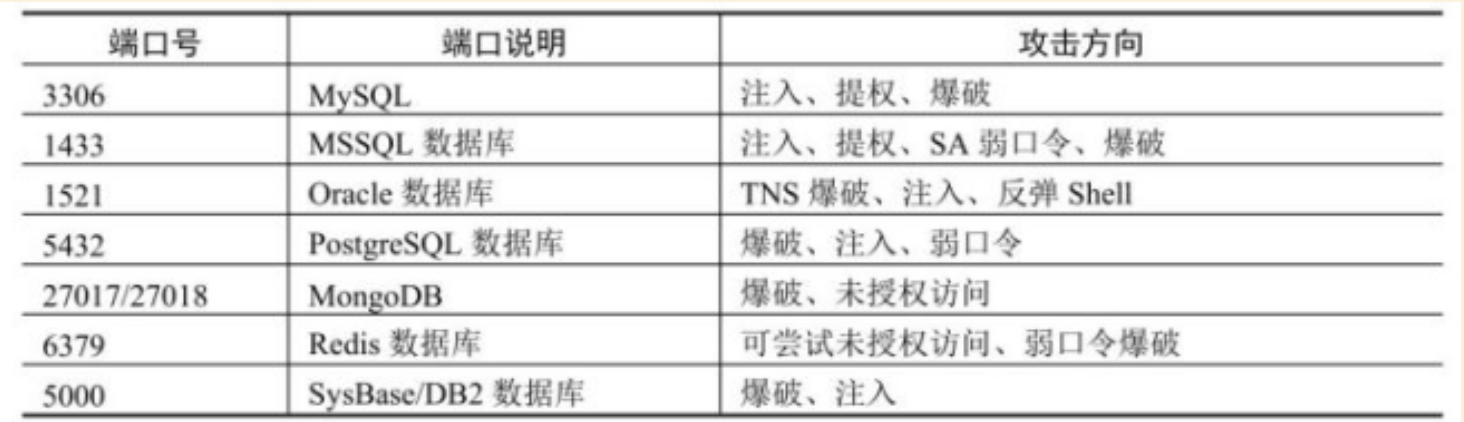 端口号 端口说明 攻击方向
3306 MySQL 注入、提权、爆破
1433 MSSQL 数据库 注入、提权、SA 弱口令、爆破
1521 Oracle 数据库 TNS 爆破、注入、反弹 Shell
5432 PostgreSQL 数据库 爆破、注入、弱口令
27017/27018 MongoDB 爆破、未授权访问
6379 Redis 数据库 可尝试未授权访问、弱口令爆破
5000 SysBase/DB2 数据库 爆破、注入